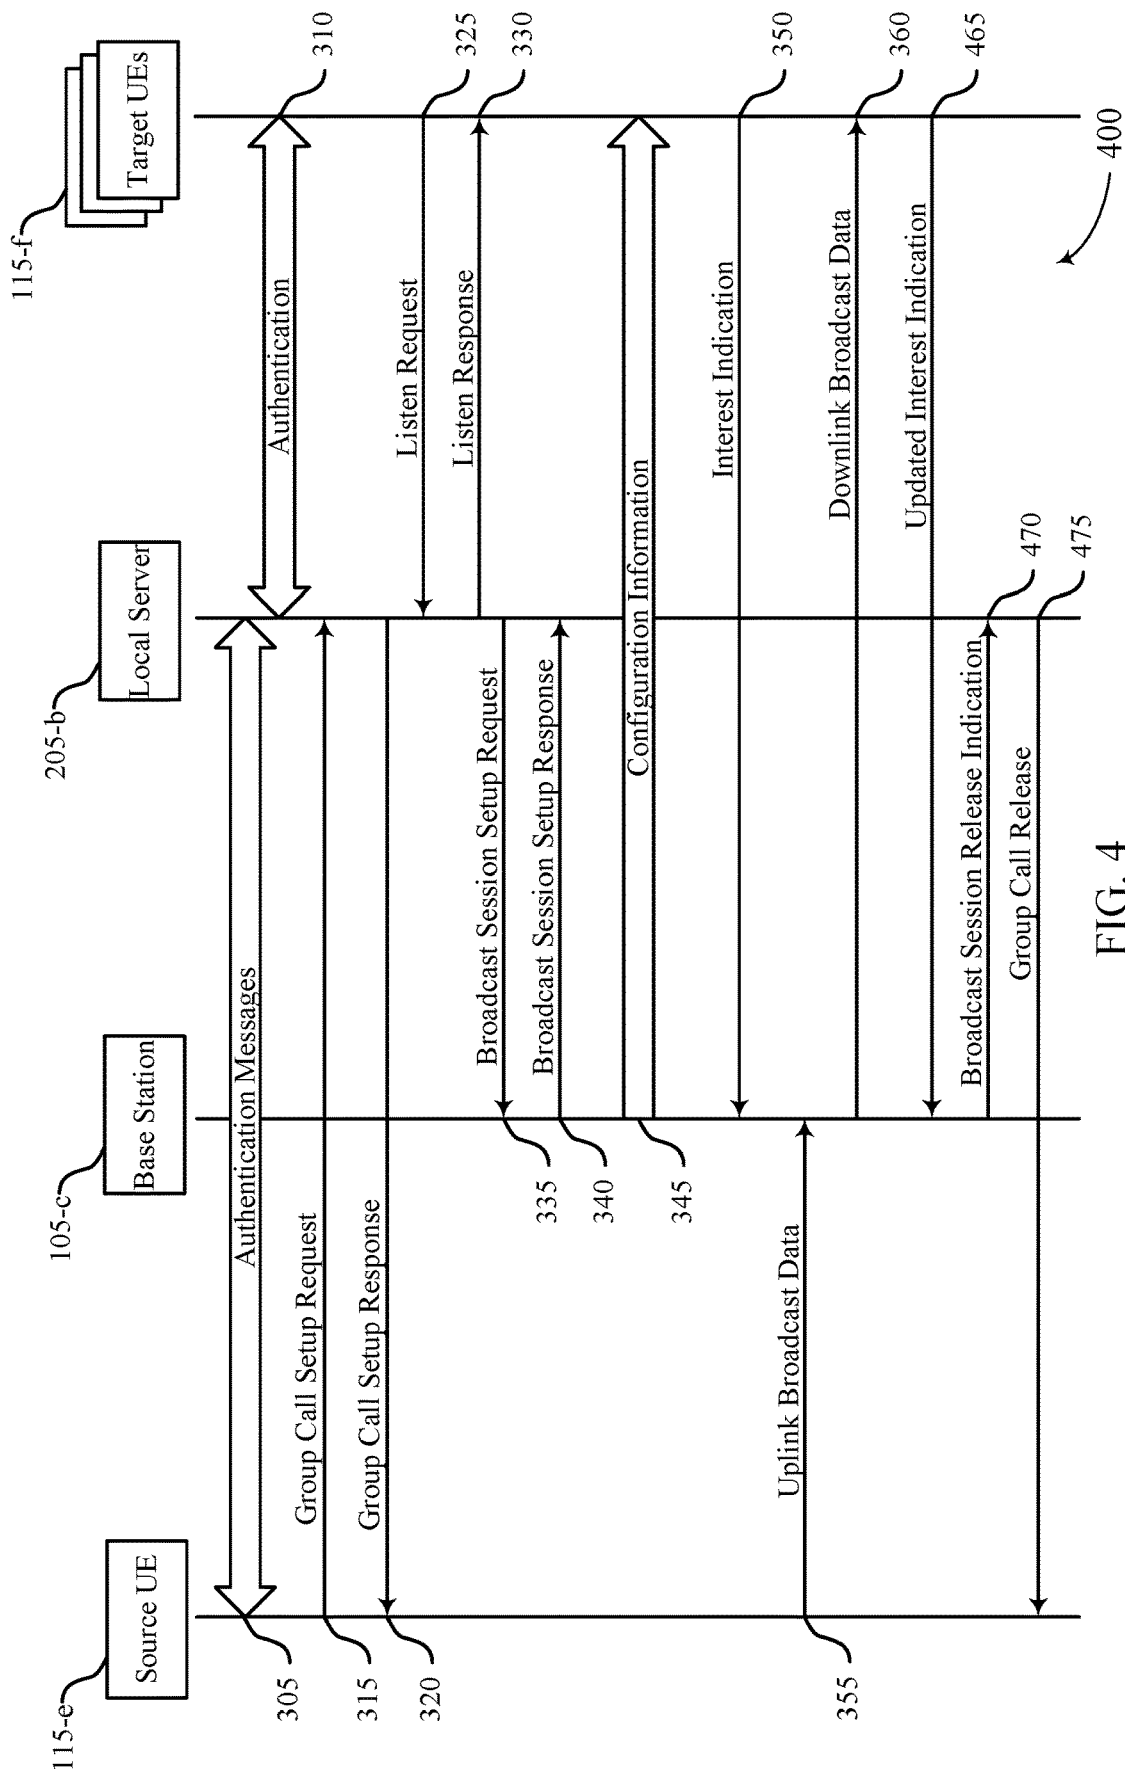 115-e
105-c
205-b
115-f
Source UE
Base Station
Local Server
Target UEs
305
Authentication Messages
Authentication
310
315
Group Call Setup Request
320
Group Call Setup Response
Listen Request
325
Listen Response
330
335
Broadcast Session Setup Request
340
Broadcast Session Setup Response
345
Configuration Information
Interest Indication
350
355
Uplink Broadcast Data
Downlink Broadcast Data
360
Updated Interest Indication
465
Broadcast Session Release Indication
470
Group Call Release
475
400
FIG. 4